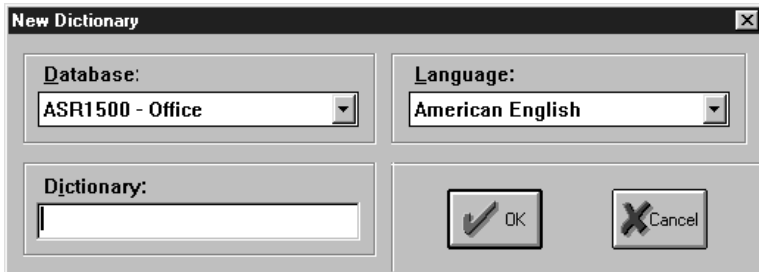 New Dictionary
Database:
ASR1500 - Office
Language:
American English
Dictionary:
OK
Cancel